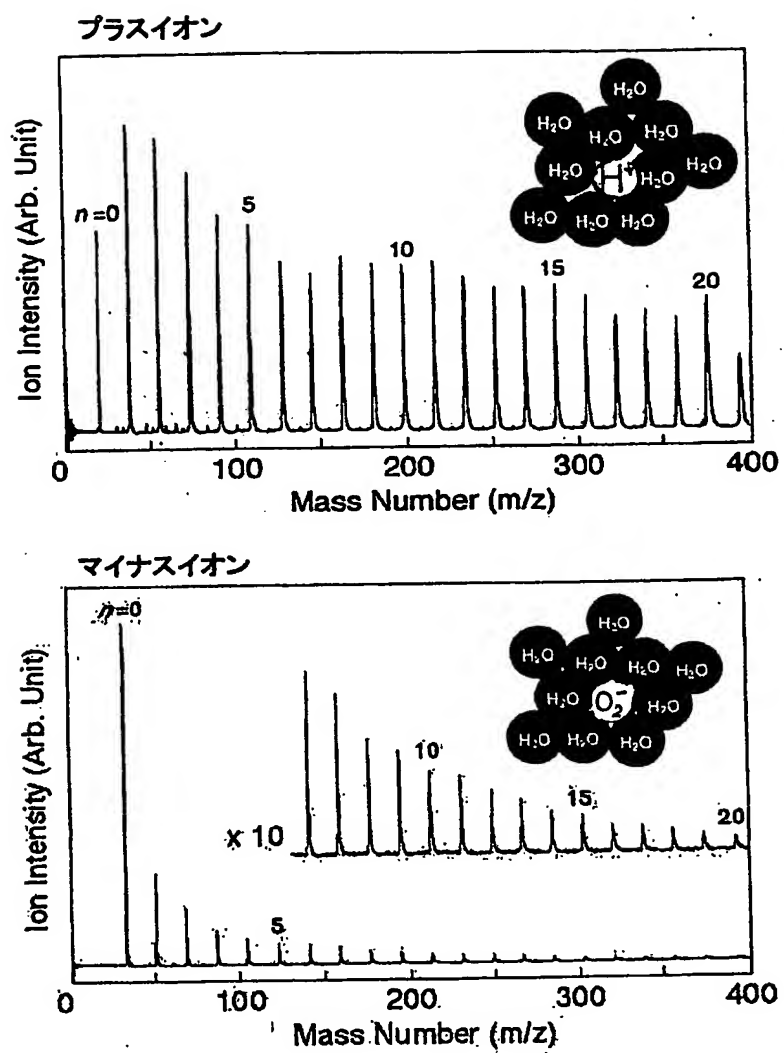 プラスイオン
Ion Intensity (Arb. Unit)
n=0
5
10
15
20
H₂O
H₂O
H₂O
H₂O
H₂O
H⁺
H₂O
H₂O
H₂O
H₂O
H₂O
0
100
200
300
400
Mass Number (m/z)
マイナスイオン
Ion Intensity (Arb. Unit)
n=0
5
x 10
10
15
20
H₂O
H₂O
H₂O
H₂O
H₂O
H₂O
O₂⁻
H₂O
H₂O
H₂O
H₂O
0
100
200
300
400
Mass Number (m/z)